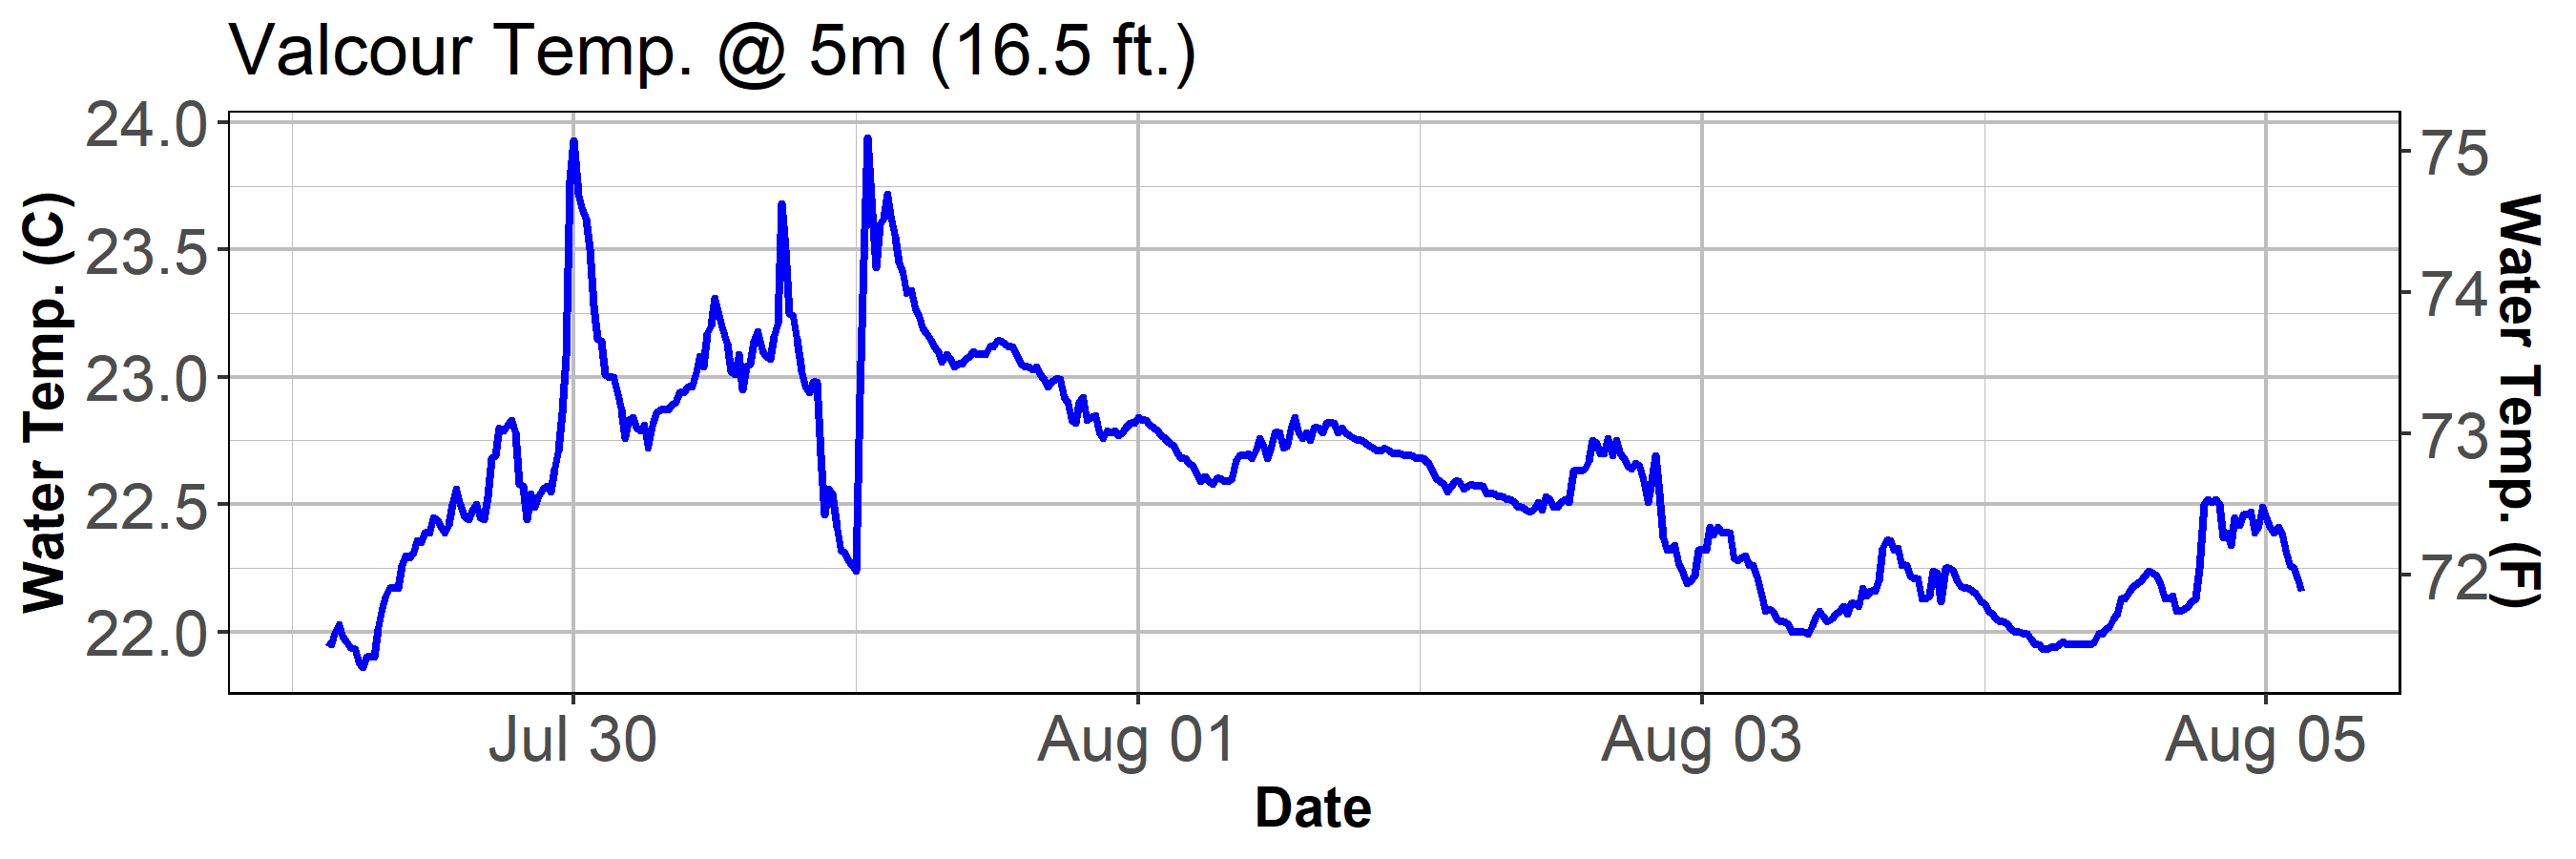 Valcour Temp. @ 5m (16.5 ft.)
Water Temp. (C)
24.0
23.5
23.0
22.5
22.0
75
74
73
72
Water Temp. (F)
Jul 30
Aug 01
Aug 03
Aug 05
Date